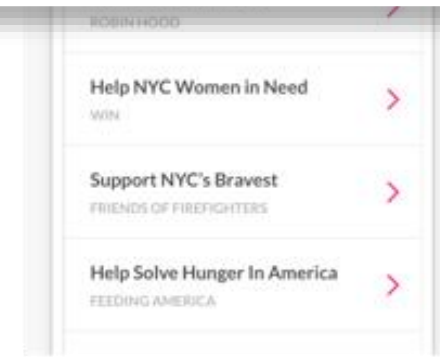 ROBIN HOOD
Help NYC Women in Need
WIN
Support NYC's Bravest
FRIENDS OF FIREFIGHTERS
Help Solve Hunger In America
FEEDING AMERICA